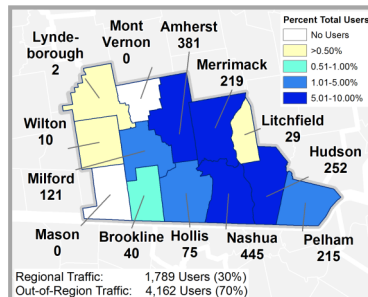 Mont
Vernon
0
Amherst
381
Lynde-
borough
2
Merrimack
219
Wilton
10
Litchfield
29
Hudson
252
Milford
121
Mason
0
Brookline
40
Hollis
75
Nashua
445
Pelham
215
Percent Total Users
No Users
>0.50%
0.51-1.00%
1.01-5.00%
5.01-10.00%
Regional Traffic: 1,789 Users (30%)
Out-of-Region Traffic: 4,162 Users (70%)